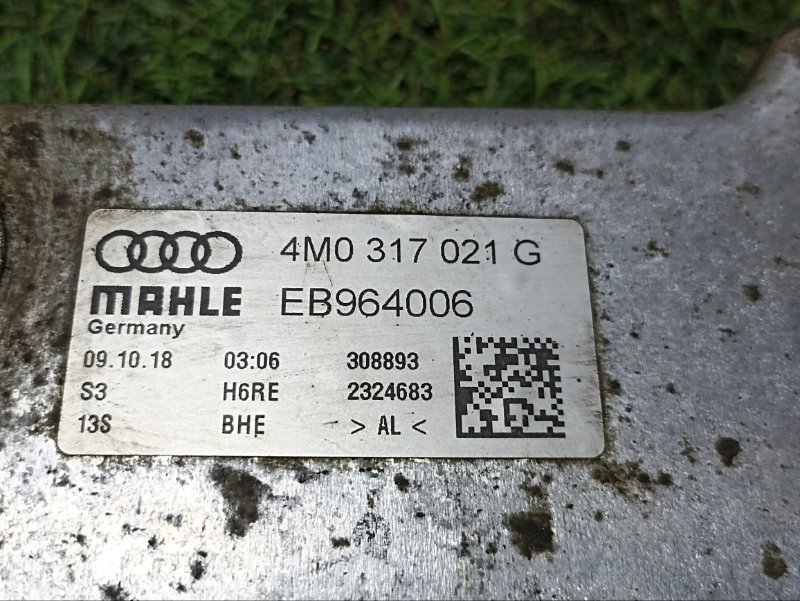 4M0 317 021 G
MAHLE EB964006
Germany
09.10.18 03:06 308893
S3 H6RE 2324683
13S BHE > AL <